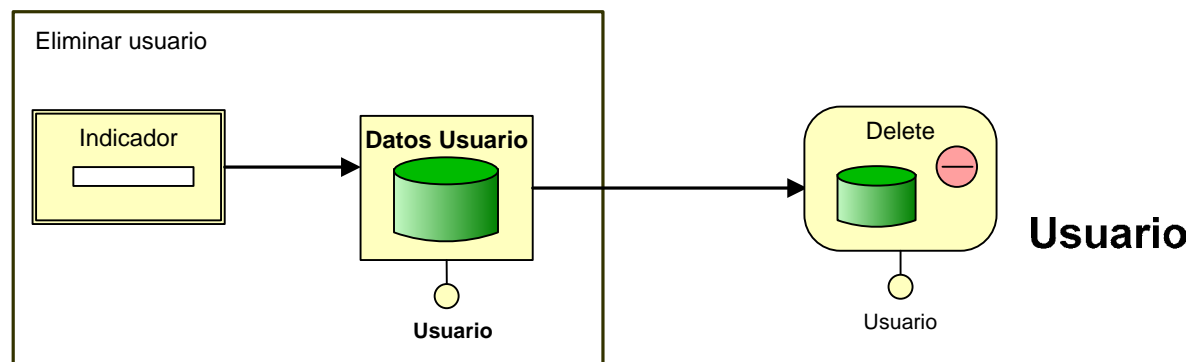 Eliminar usuario
Indicador
Datos Usuario
Usuario
Delete
Usuario
Usuario